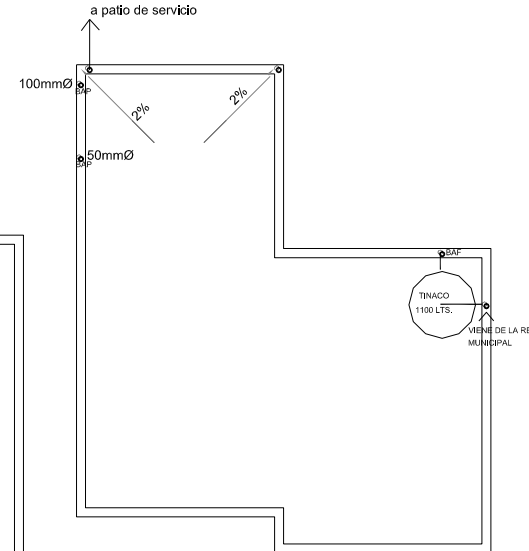 a patio de servicio
100mmØ
BAP
2%
2%
50mmØ
BAP
BAF
TINACO
1100 LTS.
VIENE DE LA RE
MUNICIPAL